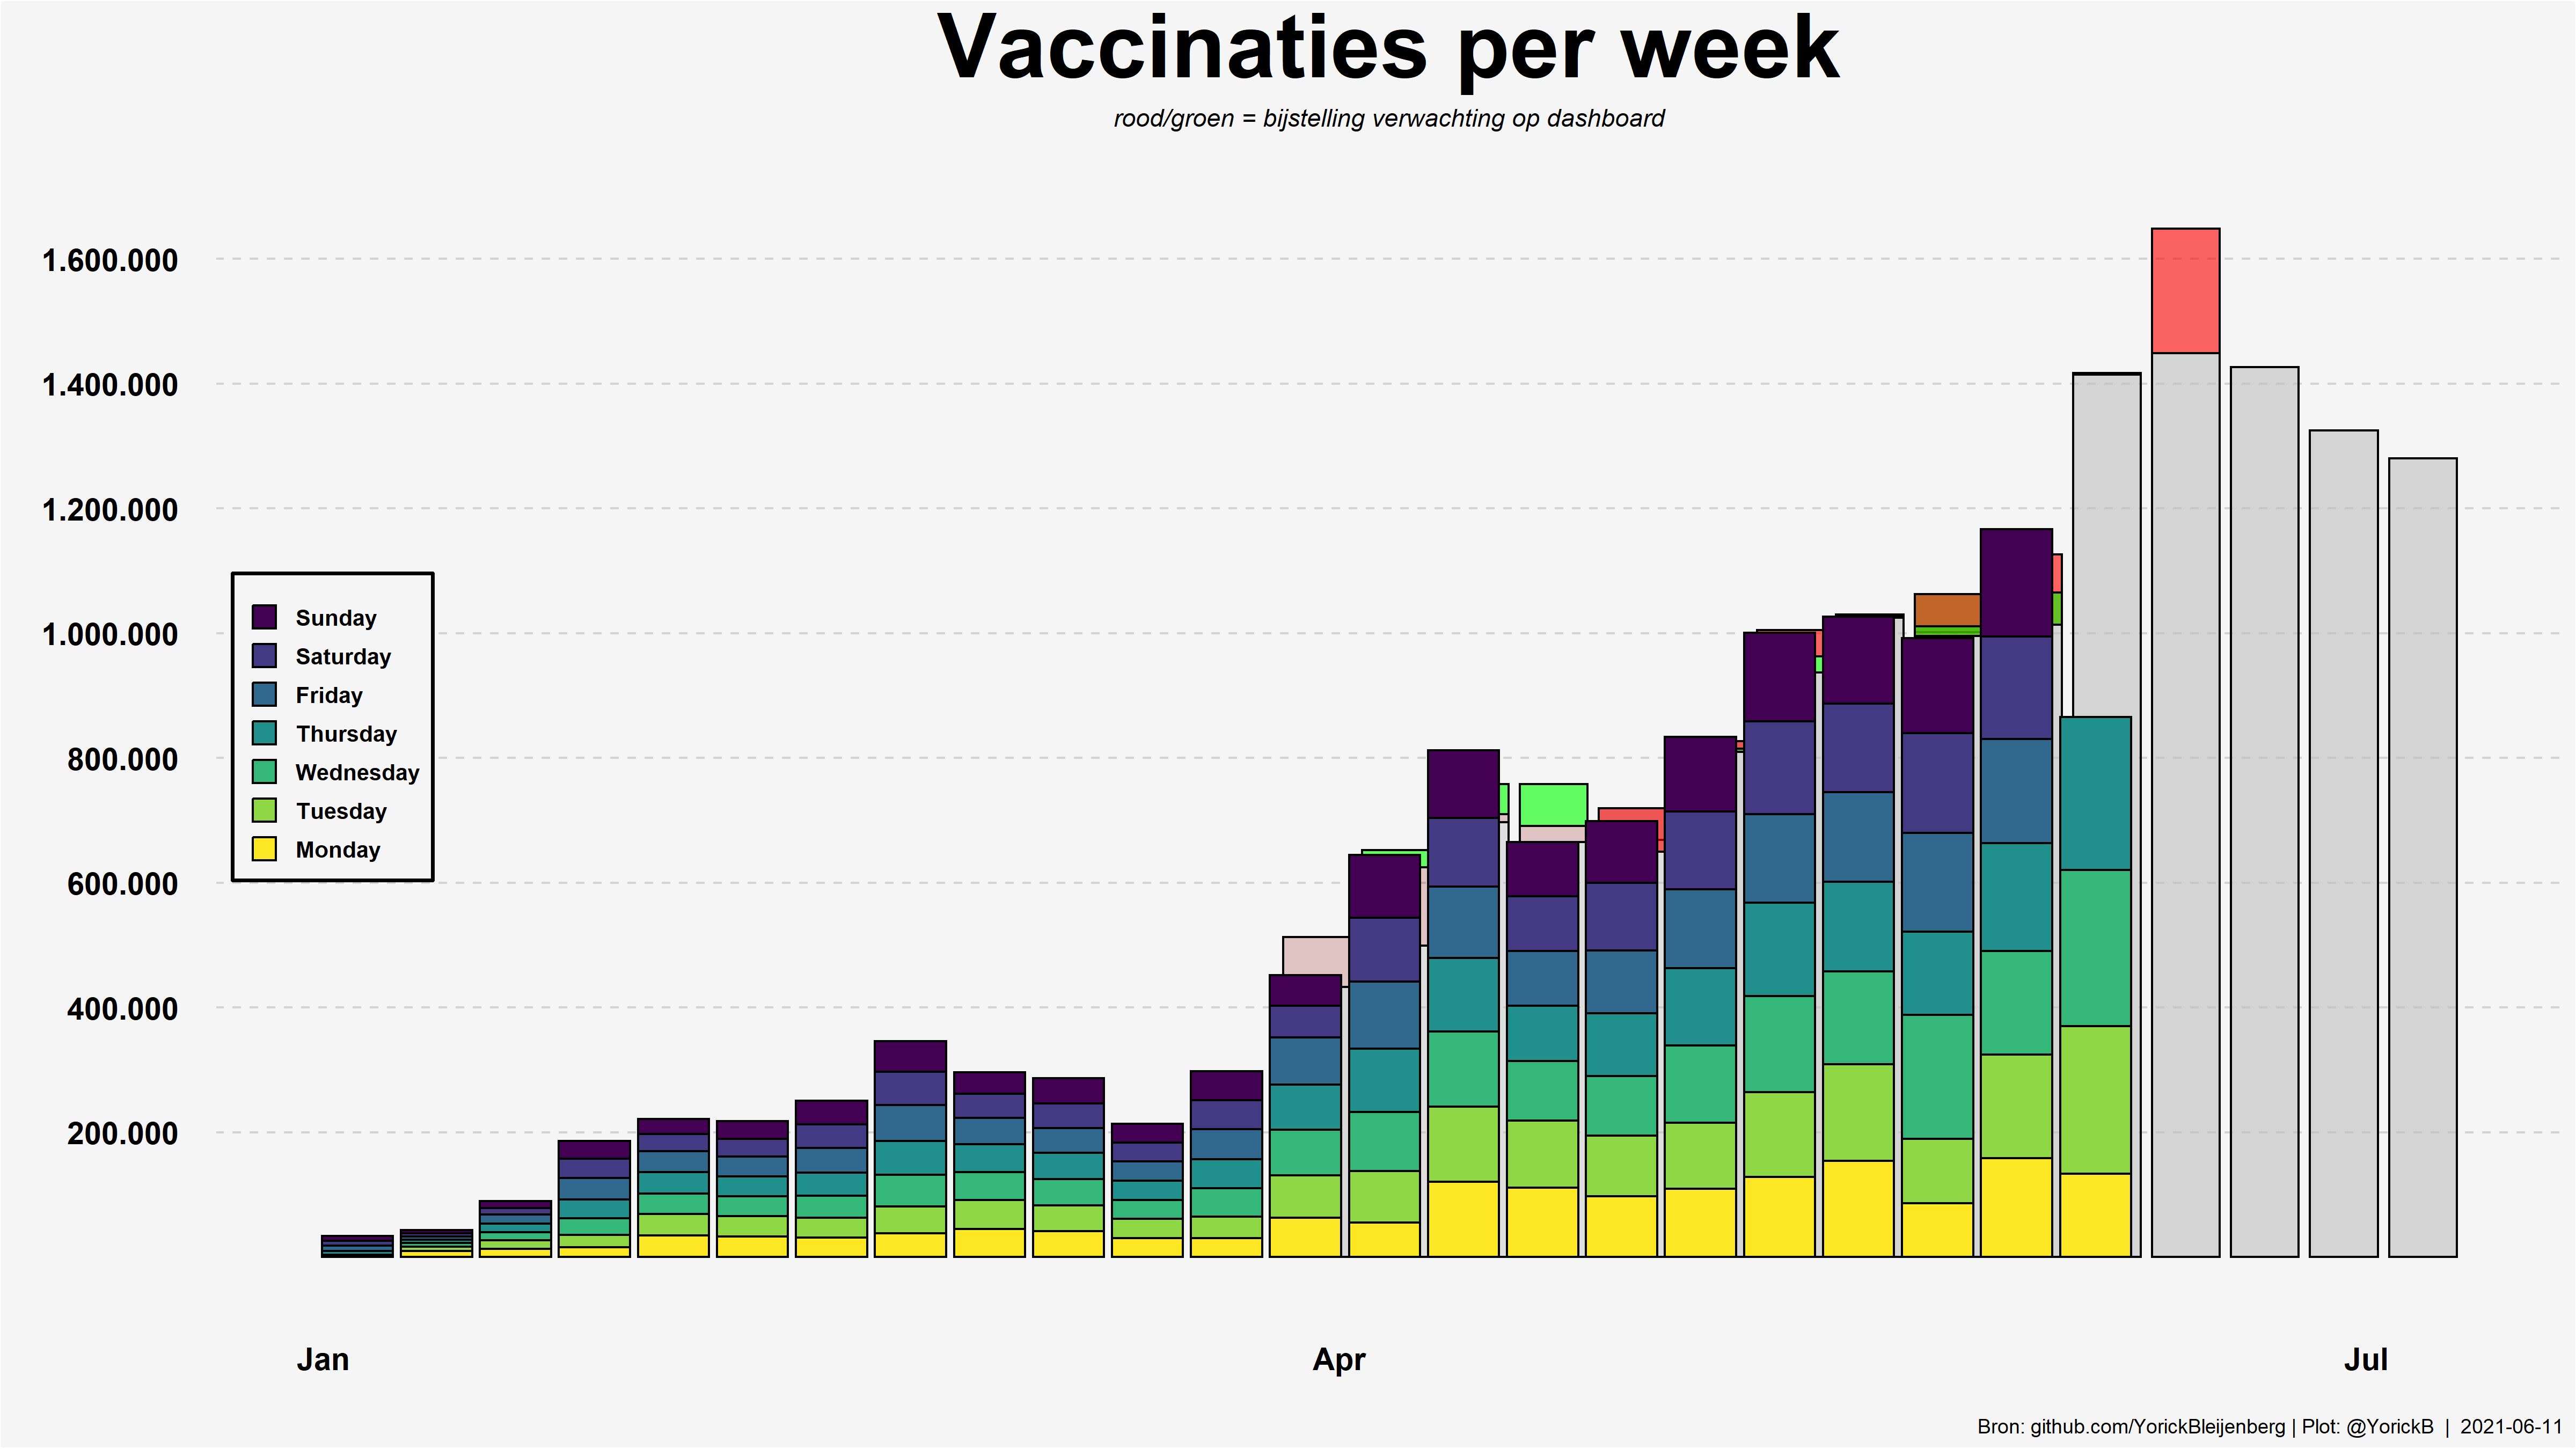 Vaccinaties per week
rood/groen = bijstelling verwachting op dashboard
1.600.000
1.400.000
1.200.000
1.000.000
800.000
600.000
400.000
200.000
Sunday
Saturday
Friday
Thursday
Wednesday
Tuesday
Monday
Jan
Apr
Jul
Bron: github.com/YorickBleijenberg | Plot: @YorickB | 2021-06-11